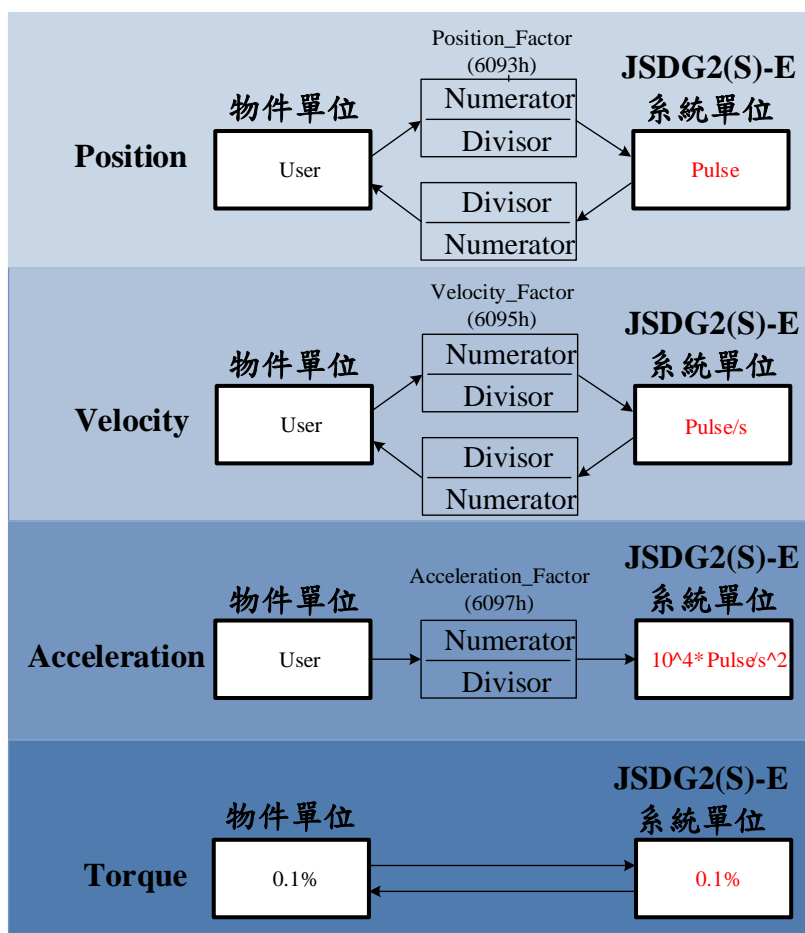 Position_Factor
(6093h)
JSDG2(S)-E
物件單位
系統單位
Numerator
Divisor
Position
User
Pulse
Divisor
Numerator
Velocity_Factor
(6095h)
JSDG2(S)-E
物件單位
系統單位
Numerator
Divisor
Velocity
User
Pulse/s
Divisor
Numerator
JSDG2(S)-E
Acceleration_Factor
(6097h)
物件單位
系統單位
Numerator
Divisor
Acceleration
User
10^4*Pulse/s^2
JSDG2(S)-E
物件單位
系統單位
Torque
0.1%
0.1%